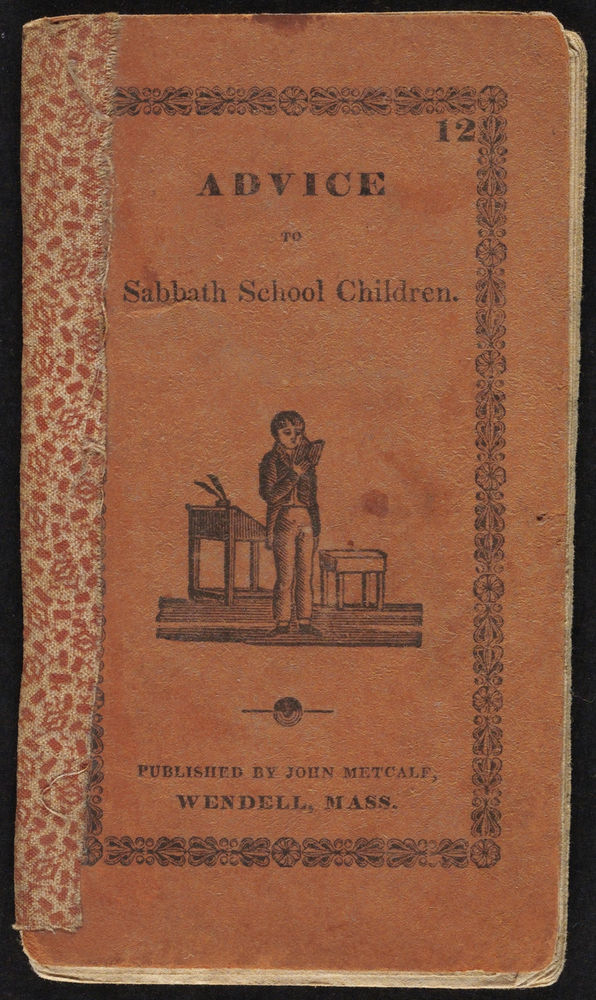 12
ADVICE
TO
Sabbath School Children.
PUBLISHED BY JOHN METCALF,
WENDELL, MASS.